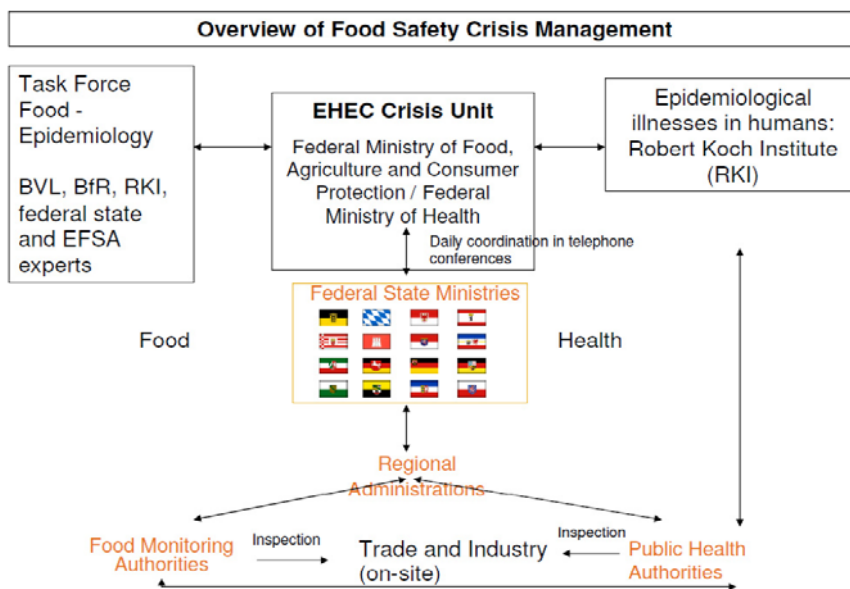 Overview of Food Safety Crisis Management
Task Force
Food -
Epidemiology
BVL, BfR, RKI,
federal state
and EFSA
experts
EHEC Crisis Unit
Federal Ministry of Food,
Agriculture and Consumer
Protection / Federal
Ministry of Health
Daily coordination in telephone
conferences
Epidemiological
illnesses in humans:
Robert Koch Institute
(RKI)
Federal State Ministries
Food
Health
Regional
Administrations
Food Monitoring
Authorities
Inspection
Trade and Industry
(on-site)
Inspection
Public Health
Authorities